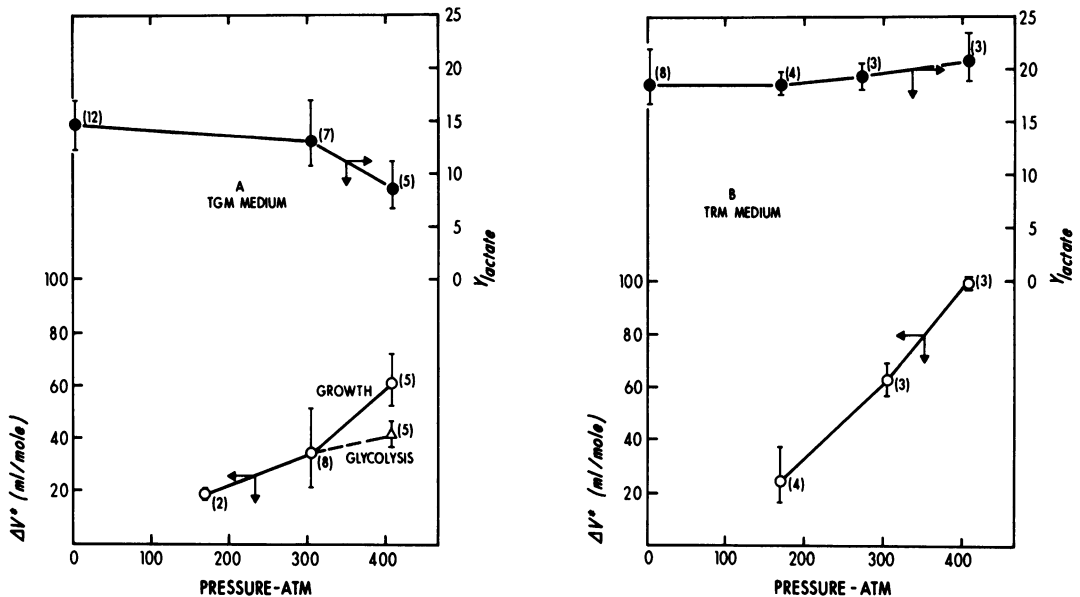 25
20
(12)
15
(7)
10
(5)
A
TGM MEDIUM
5
0
Ylactate
100
80
60
40
20
ΔV* (ml/mole)
GROWTH
(5)
(5)
GLYCOLYSIS
(8)
(2)
0 100 200 300 400
PRESSURE-ATM
25
(3)
(8)
(4)
(3)
20
15
10
B
TRM MEDIUM
5
0
Ylactate
100
(3)
80
60
(3)
40
20
(4)
ΔV* (ml/mole)
0 100 200 300 400
PRESSURE-ATM